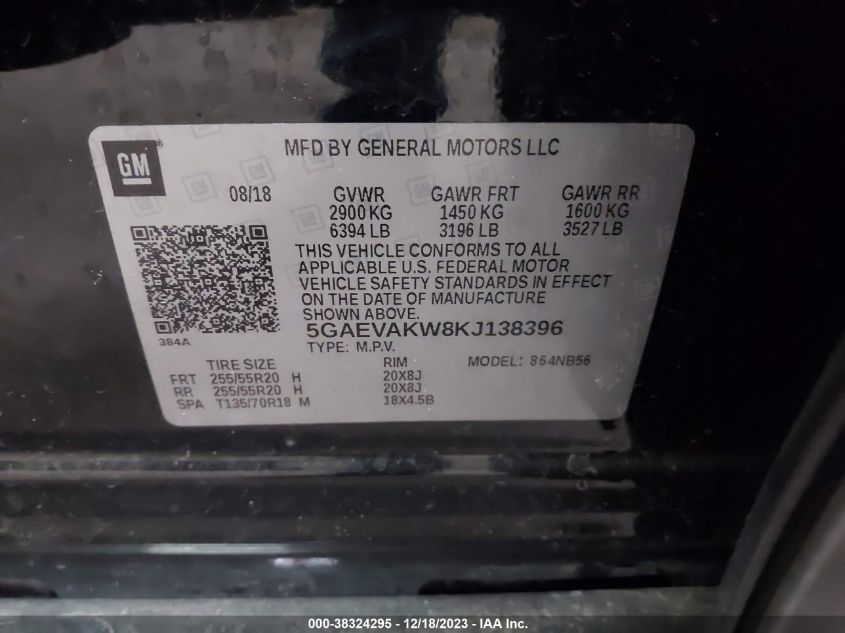 GM
MFD BY GENERAL MOTORS LLC
08/18 GVWR GAWR FRT GAWR RR
2900 KG 1450 KG 1600 KG
6394 LB 3196 LB 3527 LB
THIS VEHICLE CONFORMS TO ALL
APPLICABLE U.S. FEDERAL MOTOR
VEHICLE SAFETY STANDARDS IN EFFECT
ON THE DATE OF MANUFACTURE
SHOWN ABOVE.
384A
5GAEVAKW8KJ138396
TYPE: M.P.V. MODEL: 864NB56
TIRE SIZE RIM
FRT 255/55R20 H 20X8J
RR 255/55R20 H 20X8J
SPA T135/70R18 M 18X4.5B
000-38324295 - 12/18/2023 - IAA Inc.